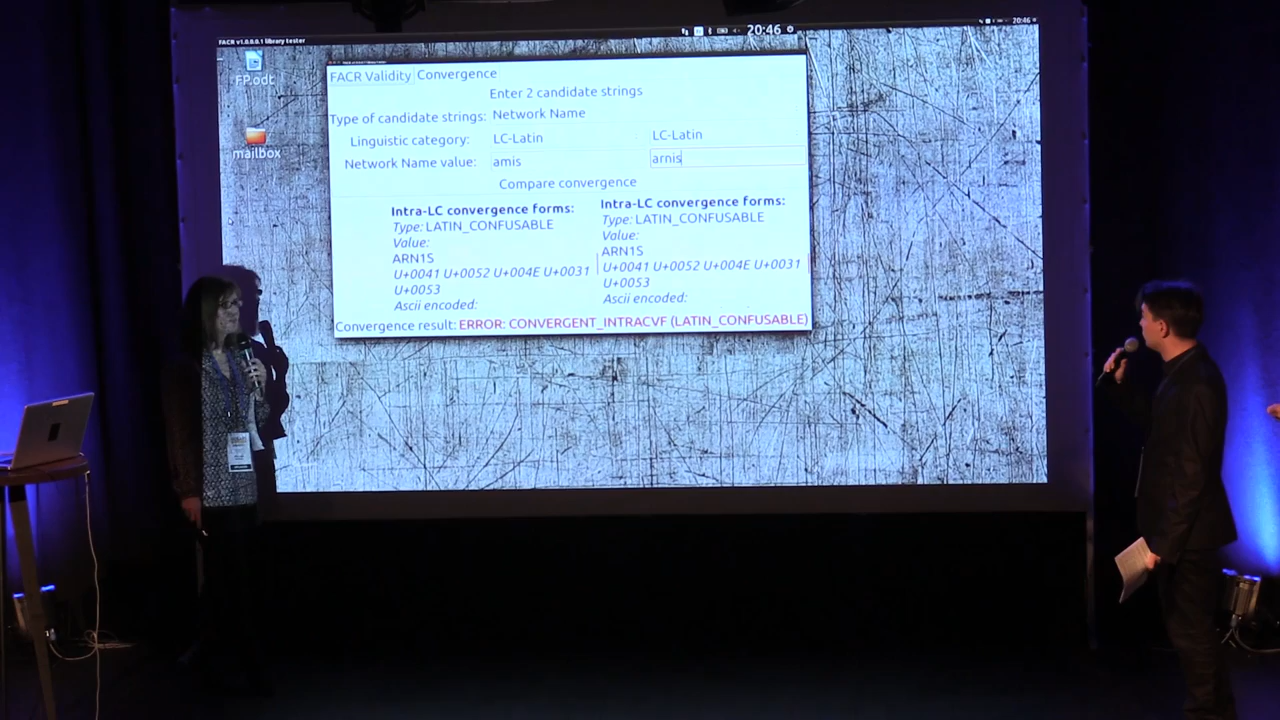 FACR v1.0.0.0.1 library tester
20:46
20:46
FP.odt
mailbox
FACR Validity Convergence
Enter 2 candidate strings
Type of candidate strings: Network Name
Linguistic category: LC-Latin LC-Latin
Network Name value: amis arnis
Compare convergence
Intra-LC convergence forms: Intra-LC convergence forms:
Type: LATIN_CONFUSABLE Type: LATIN_CONFUSABLE
Value: Value:
ARN1S ARN1S
U+0041 U+0052 U+004E U+0031 U+0041 U+0052 U+004E U+0031
U+0053 U+0053
Ascii encoded: Ascii encoded:
Convergence result: ERROR: CONVERGENT_INTRACVF (LATIN_CONFUSABLE)